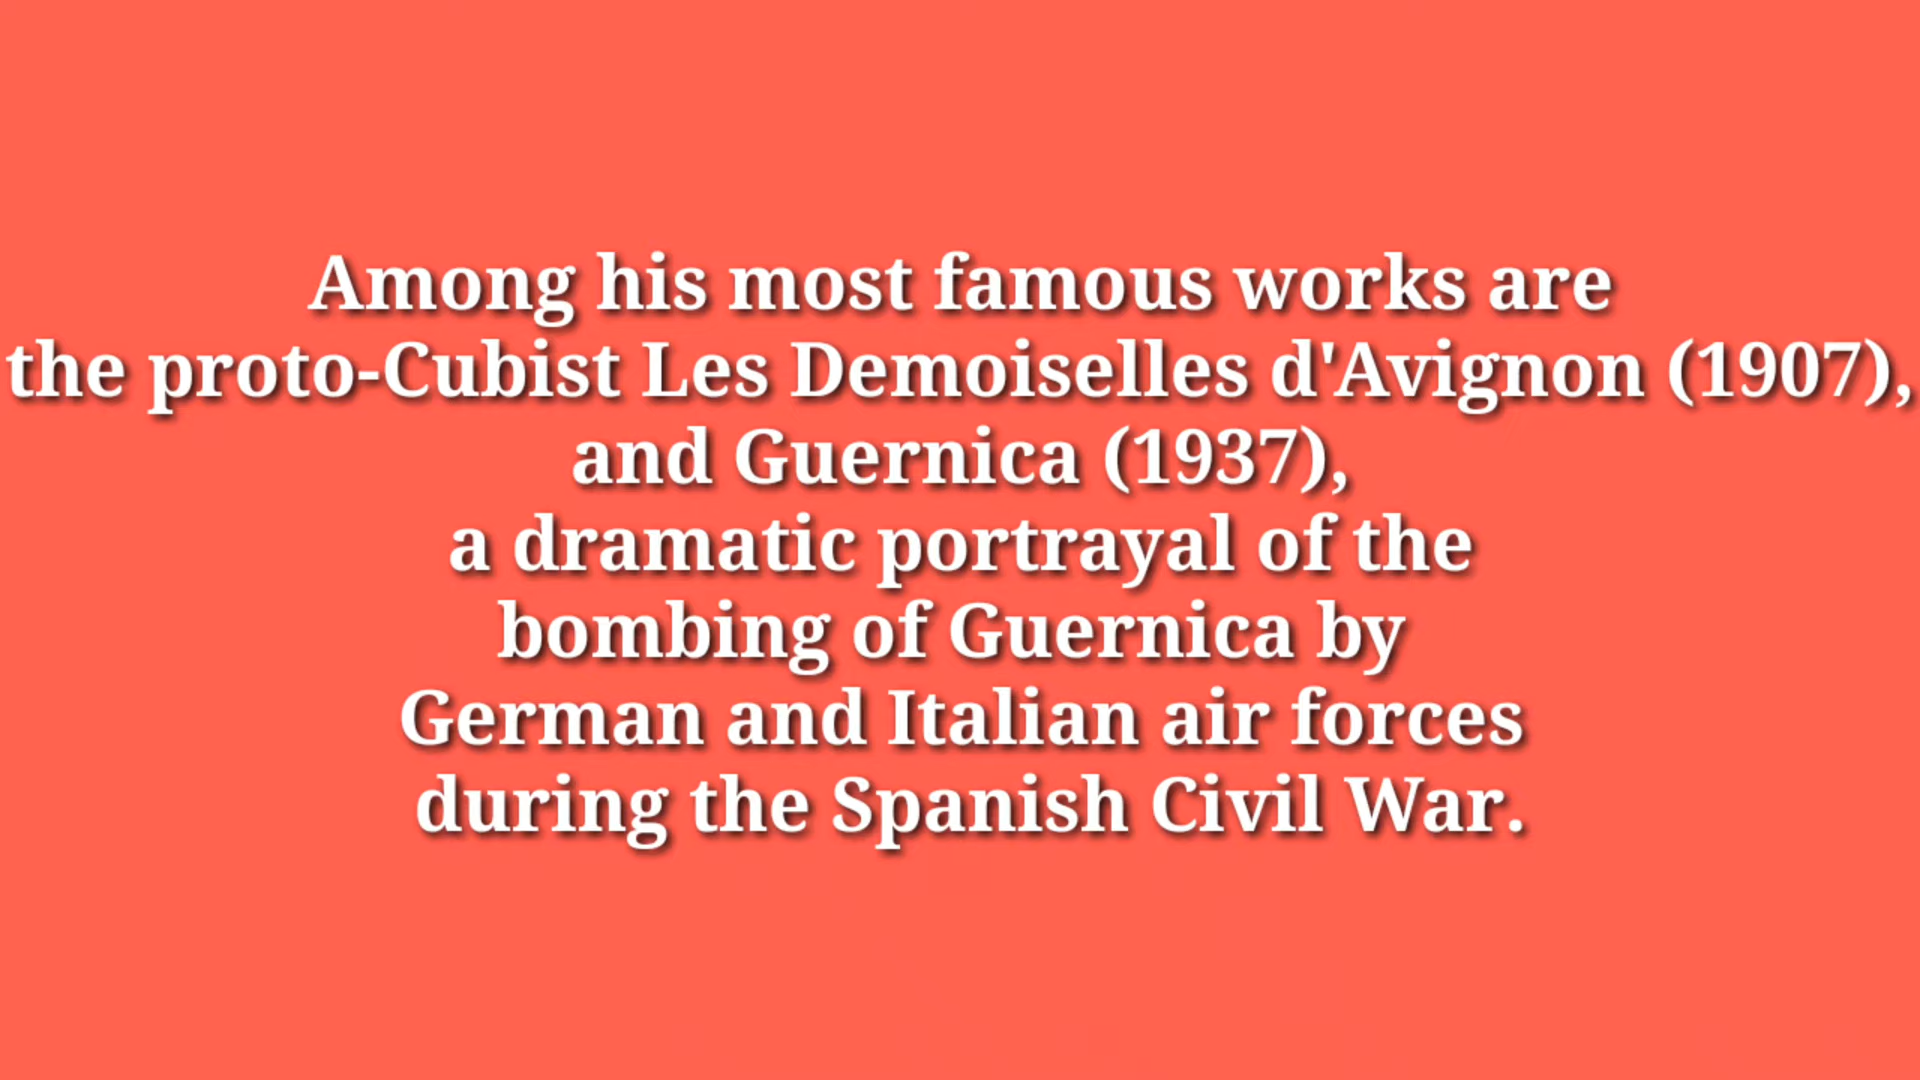 Among his most famous works are
the proto-Cubist Les Demoiselles d'Avignon (1907),
and Guernica (1937),
a dramatic portrayal of the
bombing of Guernica by
German and Italian air forces
during the Spanish Civil War.